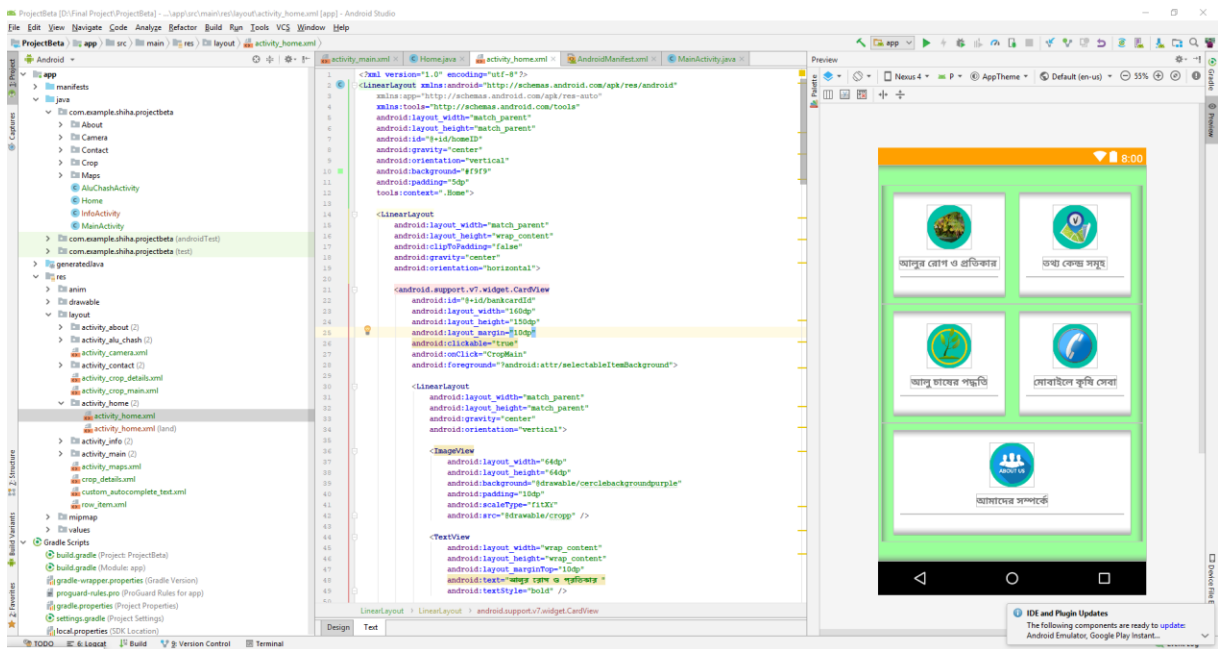 ProjectBeta [D:\Final Project\ProjectBeta] - ...\app\src\main\res\layout\activity_home.xml [app] - Android Studio
File Edit View Navigate Code Analyze Refactor Build Run Tools VCS Window Help
ProjectBeta app src main res layout activity_home.xml
app
Android
activity_main.xml Home.java activity_home.xml AndroidManifest.xml MainActivity.java
Preview
1: Project
Captures
Z: Structure
Build Variants
2: Favorites
app
manifests
java
com.example.shiha.projectbeta
About
Camera
Contact
Crop
Maps
AluChashActivity
Home
InfoActivity
MainActivity
com.example.shiha.projectbeta (androidTest)
com.example.shiha.projectbeta (test)
generatedJava
res
anim
drawable
layout
activity_about (2)
activity_alu_chash (2)
activity_camera.xml
activity_contact (2)
activity_crop_details.xml
activity_crop_main.xml
activity_home (2)
activity_home.xml
activity_home.xml (land)
activity_info (2)
activity_main (2)
activity_maps.xml
crop_details.xml
custom_autocomplete_text.xml
row_item.xml
mipmap
values
Gradle Scripts
build.gradle (Project: ProjectBeta)
build.gradle (Module: app)
gradle-wrapper.properties (Gradle Version)
proguard-rules.pro (ProGuard Rules for app)
gradle.properties (Project Properties)
settings.gradle (Project Settings)
local.properties (SDK Location)
<?xml version="1.0" encoding="utf-8"?>
<LinearLayout xmlns:android="http://schemas.android.com/apk/res/android"
xmlns:app="http://schemas.android.com/apk/res-auto"
xmlns:tools="http://schemas.android.com/tools"
android:layout_width="match_parent"
android:layout_height="match_parent"
android:id="@+id/homeID"
android:gravity="center"
android:orientation="vertical"
android:background="#f9f9"
android:padding="5dp"
tools:context=".Home">
<LinearLayout
android:layout_width="match_parent"
android:layout_height="wrap_content"
android:clipToPadding="false"
android:gravity="center"
android:orientation="horizontal">
<android.support.v7.widget.CardView
android:id="@+id/bankcardId"
android:layout_width="160dp"
android:layout_height="150dp"
android:layout_margin="10dp"
android:clickable="true"
android:onClick="CropMain"
android:foreground="?android:attr/selectableItemBackground">
<LinearLayout
android:layout_width="match_parent"
android:layout_height="match_parent"
android:gravity="center"
android:orientation="vertical">
<ImageView
android:layout_width="64dp"
android:layout_height="64dp"
android:background="@drawable/cerclebackgroundpurple"
android:padding="10dp"
android:scaleType="fitXY"
android:src="@drawable/cropp" />
<TextView
android:layout_width="wrap_content"
android:layout_height="wrap_content"
android:layout_marginTop="10dp"
android:text="আলুর রোগ ও প্রতিকার "
android:textStyle="bold" />
LinearLayout LinearLayout android.support.v7.widget.CardView
Design Text
Palette
Nexus 4 P AppTheme Default (en-us) 55%
8:00
আলুর রোগ ও প্রতিকার
তথ্য কেন্দ্র সমূহ
আলু চাষের পদ্ধতি
মোবাইলে কৃষি সেবা
ABOUT US
আমাদের সম্পর্কে
Gradle
Preview
Device File E
IDE and Plugin Updates
The following components are ready to update:
Android Emulator, Google Play Instant...
TODO 6: Logcat Build 9: Version Control Terminal